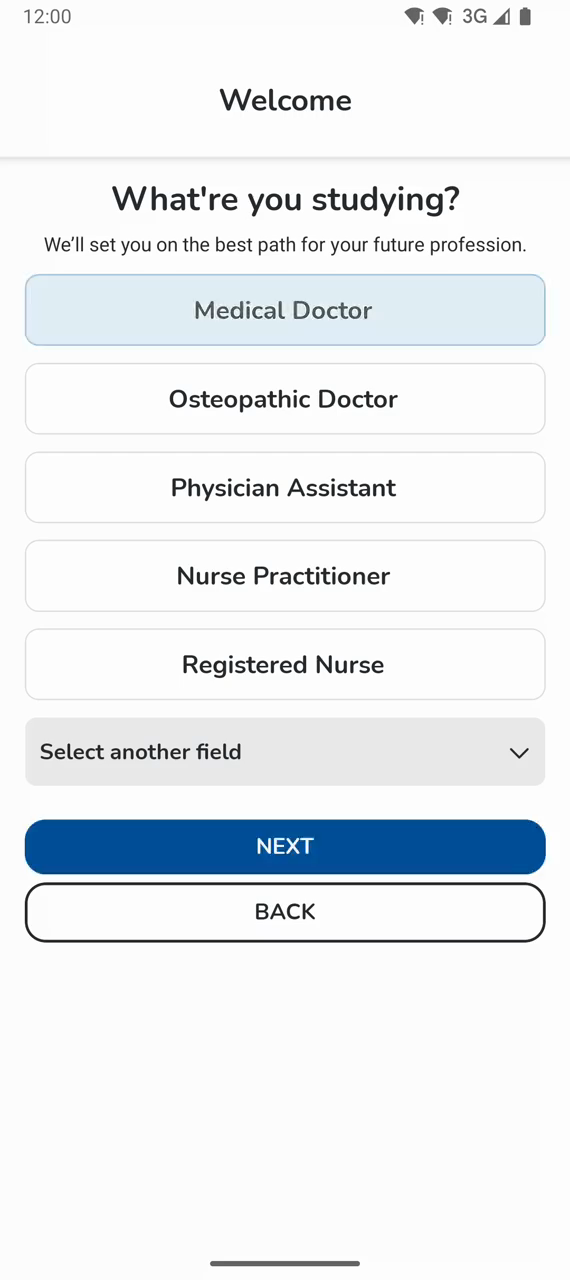 12:00
3G
Welcome
What're you studying?
We’ll set you on the best path for your future profession.
Medical Doctor
Osteopathic Doctor
Physician Assistant
Nurse Practitioner
Registered Nurse
Select another field
NEXT
BACK